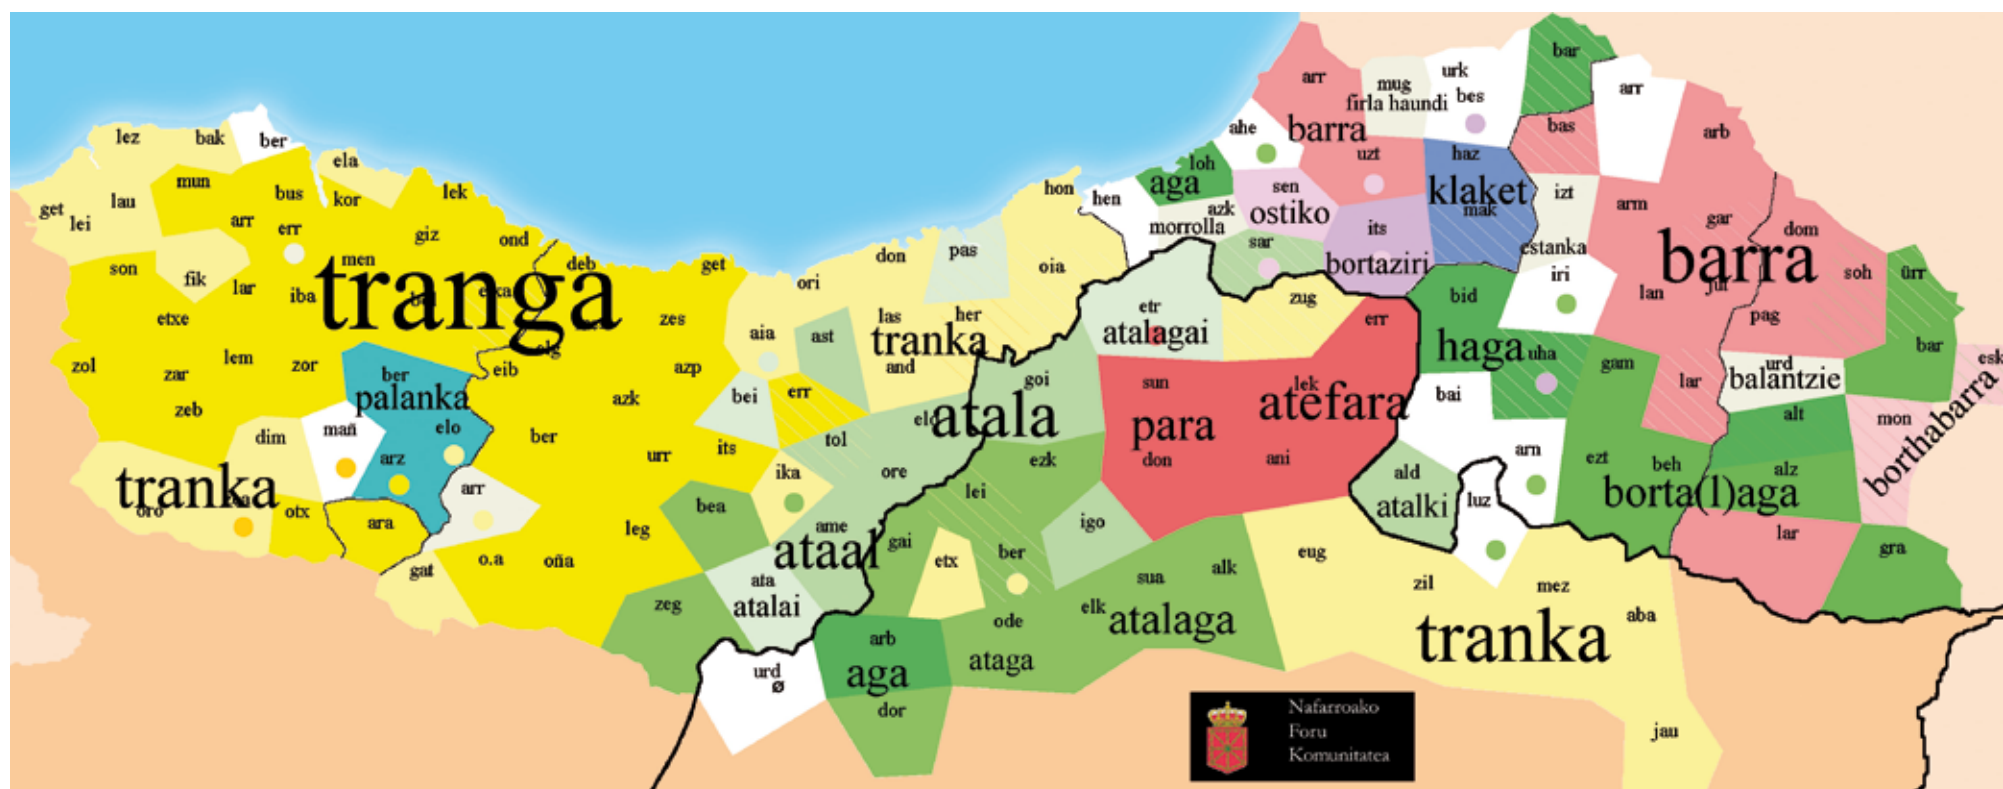 bar
urk
arr
mug
arr
firla haundi
bes
arb
bas
lez
bak
ber
ahe
barra
uzt
haz
ela
loh
mun
bus
kor
lek
hon
hen
aga
sen
klaket
izt
get
lau
lei
arr
err
azk
ostiko
mak
arm
gar
giz
ond
morrolla
its
dom
son
fik
men
deb
get
don
pas
sar
estanka
barra
tranga
oia
bortaziri
iri
soh
ürr
lar
iba
ori
bid
lan
etxe
zes
las
her
etr
zug
err
pag
aia
ast
tranka
atalagai
haga
uha
bar
zol
zar
lem
zor
eib
azp
and
gam
urd
esk
ber
goi
sun
lek
lar
balantzie
zeb
palanka
azk
bei
err
atala
para
atefara
bai
alt
mon
dim
mañ
elo
ber
its
tol
borthabarra
arz
urr
ika
ore
ezk
don
ani
ald
arn
ezt
beh
alz
tranka
arr
lei
atalki
luz
borta(l)aga
oro
otx
ara
leg
bea
ame
igo
lar
ataal
gai
etx
ber
eug
gra
gat
o.a
oña
ata
sua
alk
zil
mez
zeg
atalai
elk
atalaga
aba
arb
ode
tranka
urd
aga
ataga
ø
dor
jau
Nafarroako
Foru
Komunitatea